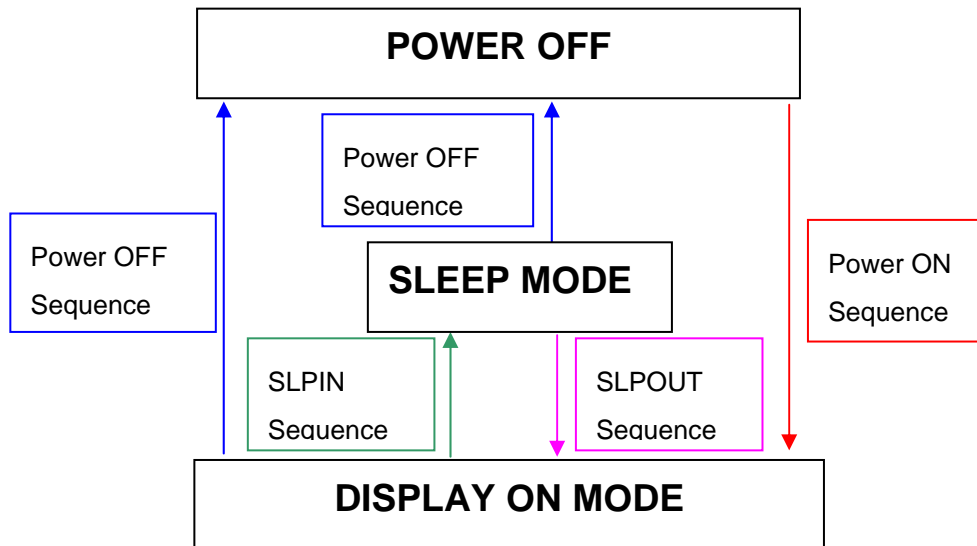 POWER OFF
Power OFF
Sequence
Power OFF
Sequence
SLEEP MODE
Power ON
Sequence
SLPIN
Sequence
SLPOUT
Sequence
DISPLAY ON MODE